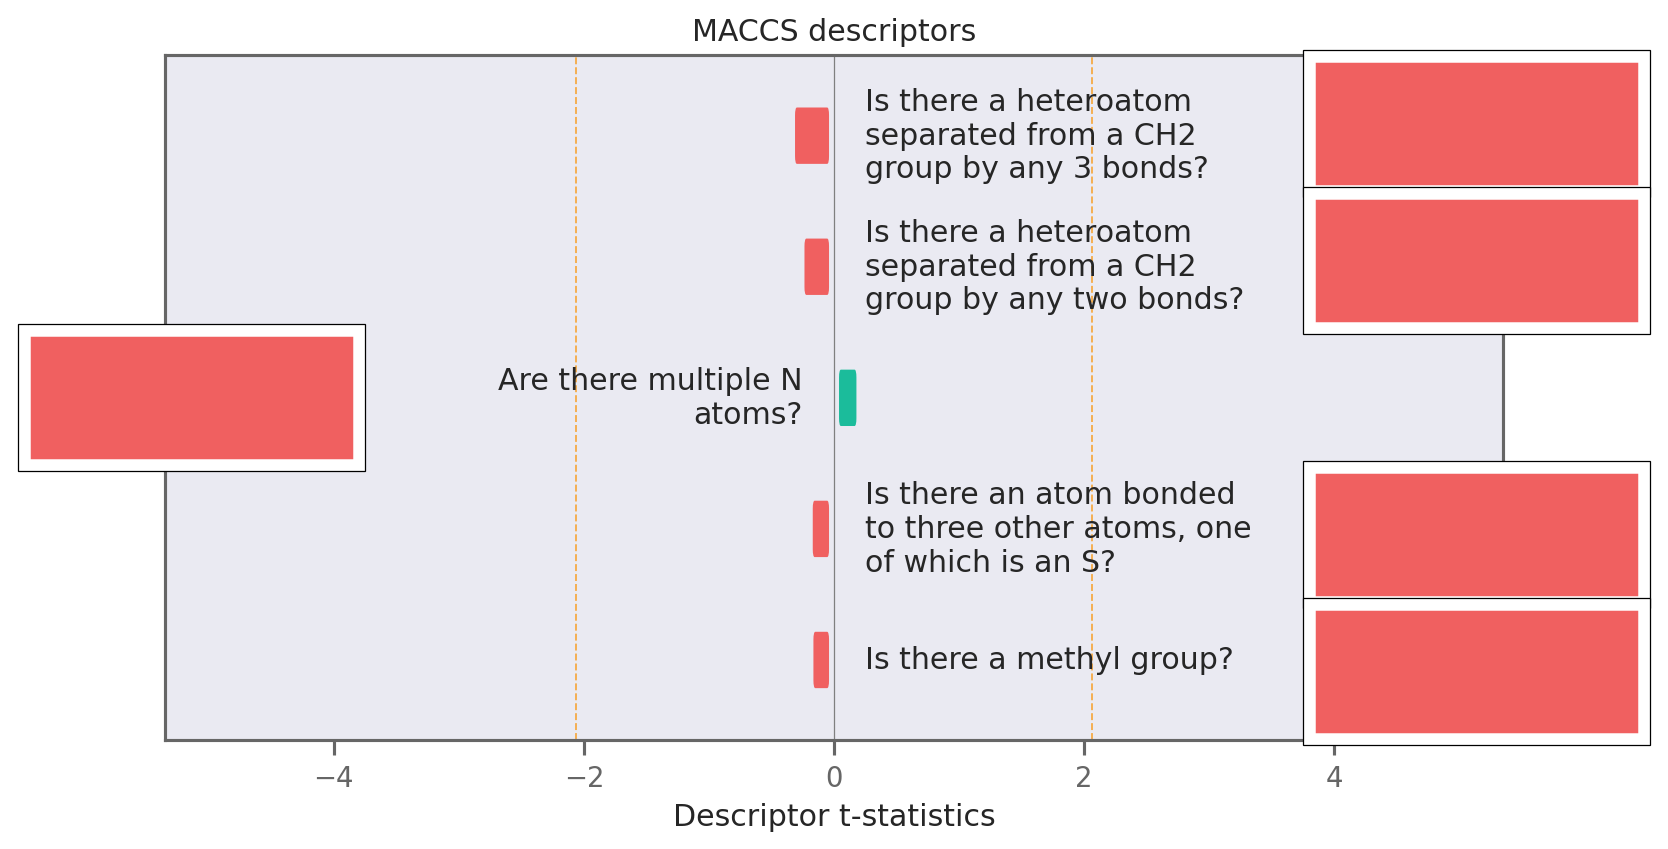 MACCS descriptors
Is there a heteroatom
separated from a CH2
group by any 3 bonds?
Is there a heteroatom
separated from a CH2
group by any two bonds?
Are there multiple N
atoms?
Is there an atom bonded
to three other atoms, one
of which is an S?
Is there a methyl group?
−4 −2 0 2 4
Descriptor t-statistics